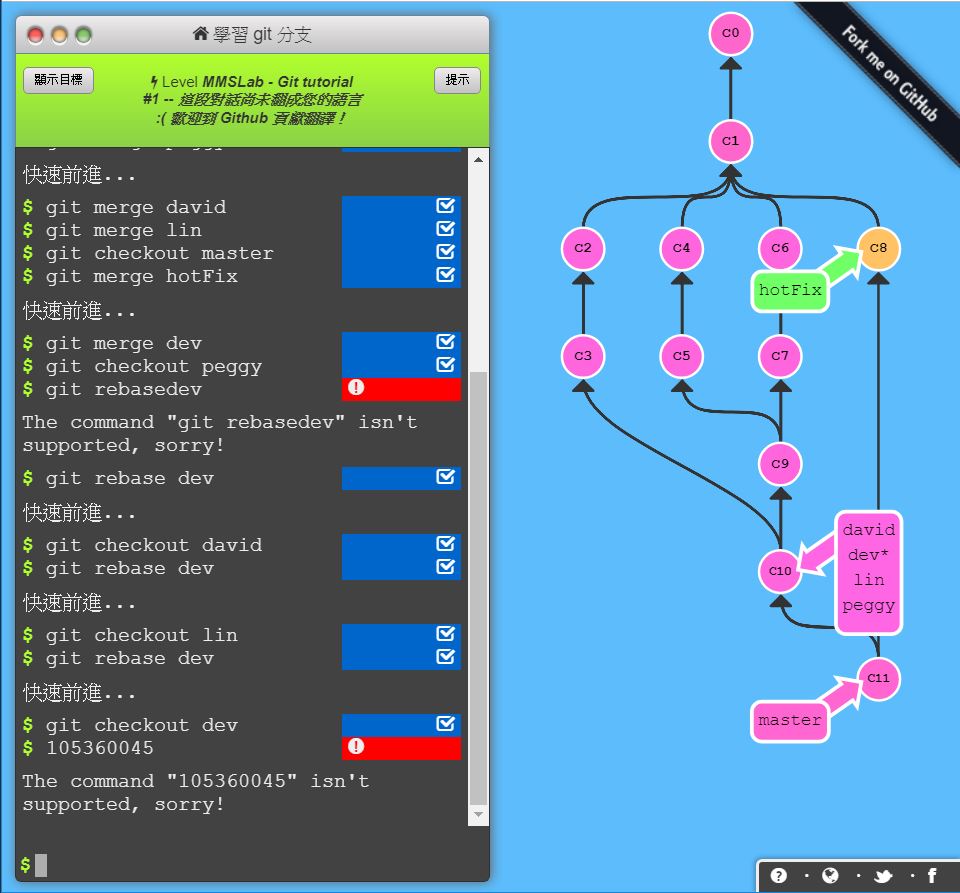 學習 git 分支
顯示目標
Level MMSLab - Git tutorial
#1 -- 這段對話尚未翻成您的語言
:( 歡迎到 Github 貢獻翻譯！
提示
快速前進...
$ git merge david
$ git merge lin
$ git checkout master
$ git merge hotFix
快速前進...
$ git merge dev
$ git checkout peggy
$ git rebasedev
The command "git rebasedev" isn't
supported, sorry!
$ git rebase dev
快速前進...
$ git checkout david
$ git rebase dev
快速前進...
$ git checkout lin
$ git rebase dev
快速前進...
$ git checkout dev
$ 105360045
The command "105360045" isn't
supported, sorry!
$
Fork me on GitHub
C0
C1
C2
C4
C6
C8
hotFix
C3
C5
C7
C9
david
dev*
lin
peggy
C10
C11
master